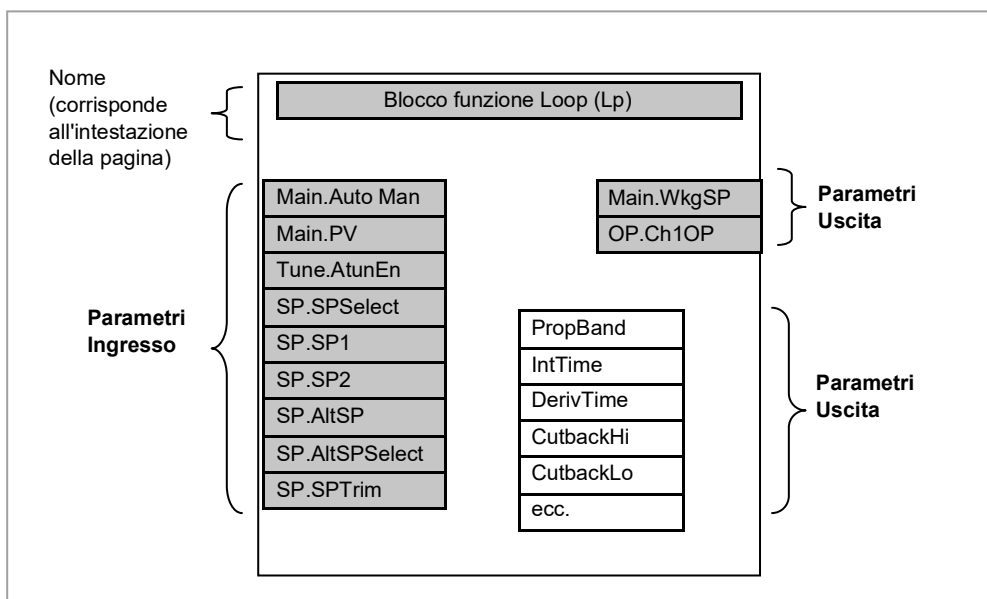 Nome
(corrisponde
all'intestazione
della pagina)
Blocco funzione Loop (Lp)
Parametri
Ingresso
Main.Auto Man
Main.PV
Tune.AtunEn
SP.SPSelect
SP.SP1
SP.SP2
SP.AltSP
SP.AltSPSelect
SP.SPTrim
Main.WkgSP
OP.Ch1OP
Parametri
Uscita
PropBand
IntTime
DerivTime
CutbackHi
CutbackLo
ecc.
Parametri
Uscita